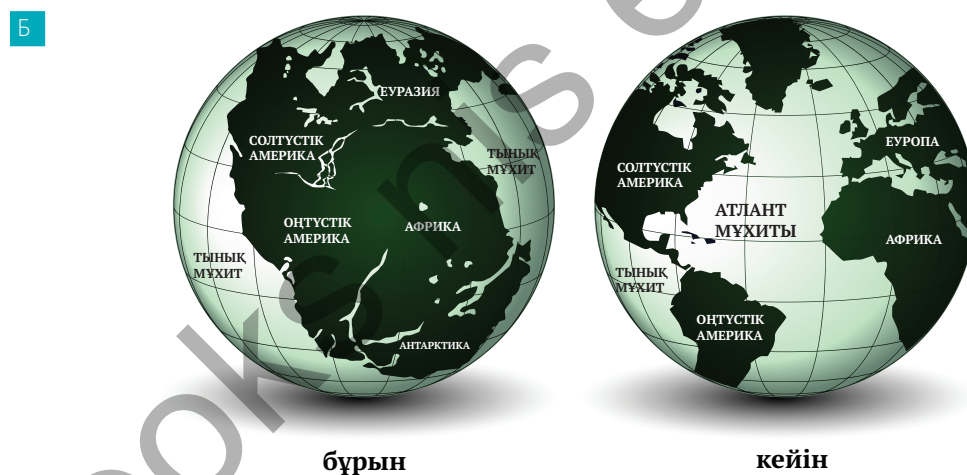 Б
ЕУРАЗИЯ
СОЛТҮСТІК
АМЕРИКА
ТЫНЫҚ
МҰХИТ
ОҢТҮСТІК
АМЕРИКА
АФРИКА
ТЫНЫҚ
МҰХИТ
АНТАРКТИКА
бұрын
ЕУРОПА
СОЛТҮСТІК
АМЕРИКА
АТЛАНТ
МҰХИТЫ
АФРИКА
ТЫНЫҚ
МҰХИТ
ОҢТҮСТІК
АМЕРИКА
кейін